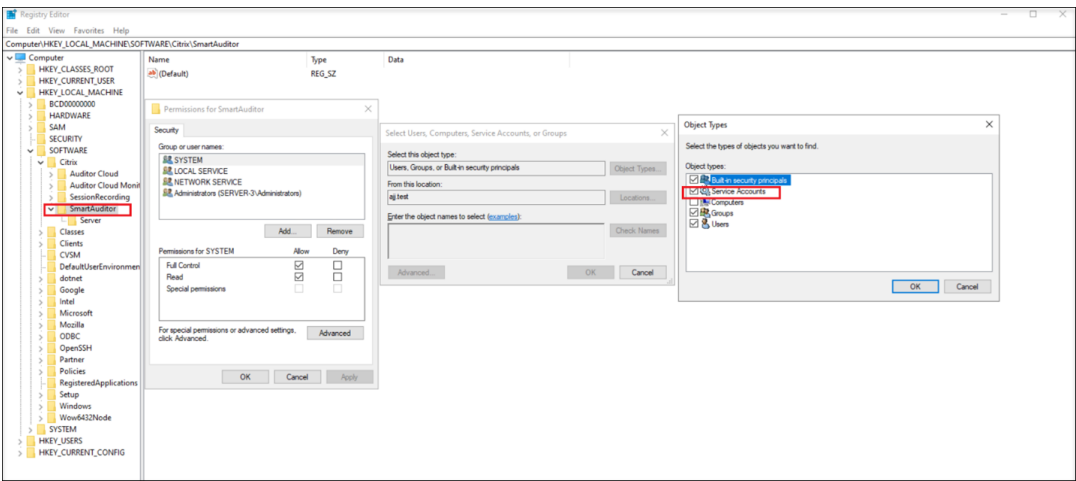 Registry Editor
File Edit View Favorites Help
Computer\HKEY_LOCAL_MACHINE\SOFTWARE\Citrix\SmartAuditor
Computer
HKEY_CLASSES_ROOT
HKEY_CURRENT_USER
HKEY_LOCAL_MACHINE
BCD00000000
HARDWARE
SAM
SECURITY
SOFTWARE
Citrix
Auditor Cloud
Auditor Cloud Monit
SessionRecording
SmartAuditor
Server
Classes
Clients
CVSM
DefaultUserEnvironmen
dotnet
Google
Intel
Microsoft
Mozilla
ODBC
OpenSSH
Partner
Policies
RegisteredApplications
Setup
Windows
Wow6432Node
SYSTEM
HKEY_USERS
HKEY_CURRENT_CONFIG
Name Type Data
ab (Default) REG_SZ
Permissions for SmartAuditor
Security
Group or user names:
SYSTEM
LOCAL SERVICE
NETWORK SERVICE
Administrators (SERVER-3\Administrators)
Add... Remove
Permissions for SYSTEM Allow Deny
Full Control
Read
Special permissions
For special permissions or advanced settings,
click Advanced.
Advanced
OK Cancel Apply
Select Users, Computers, Service Accounts, or Groups
Select this object type:
Users, Groups, or Built-in security principals
Object Types...
From this location:
ajj.test
Locations...
Enter the object names to select (examples):
Check Names
Advanced...
OK Cancel
Object Types
Select the types of objects you want to find.
Object types:
Built-in security principals
Service Accounts
Computers
Groups
Users
OK Cancel